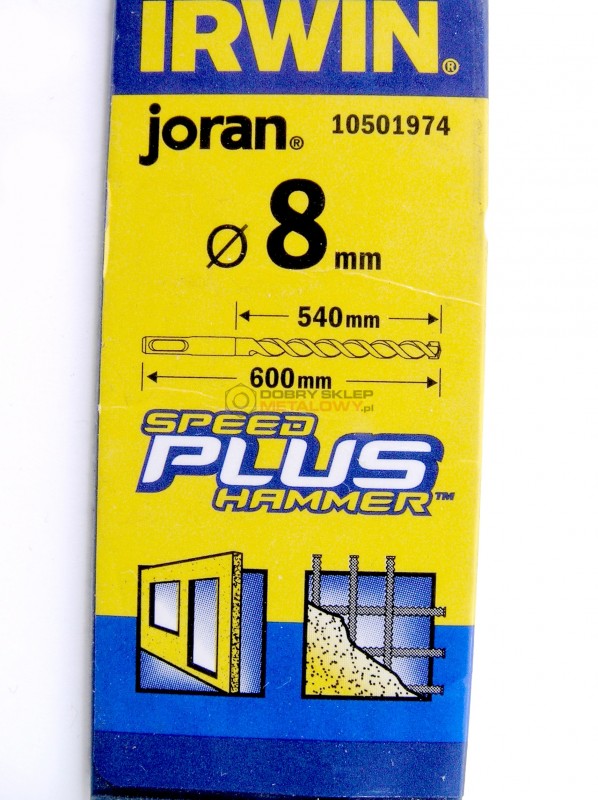 IRWIN®
joran® 10501974
ø 8 mm
540mm
600mm
DOBRY SKLEP
METALOWY.pl
SPEED
PLUS
HAMMER™